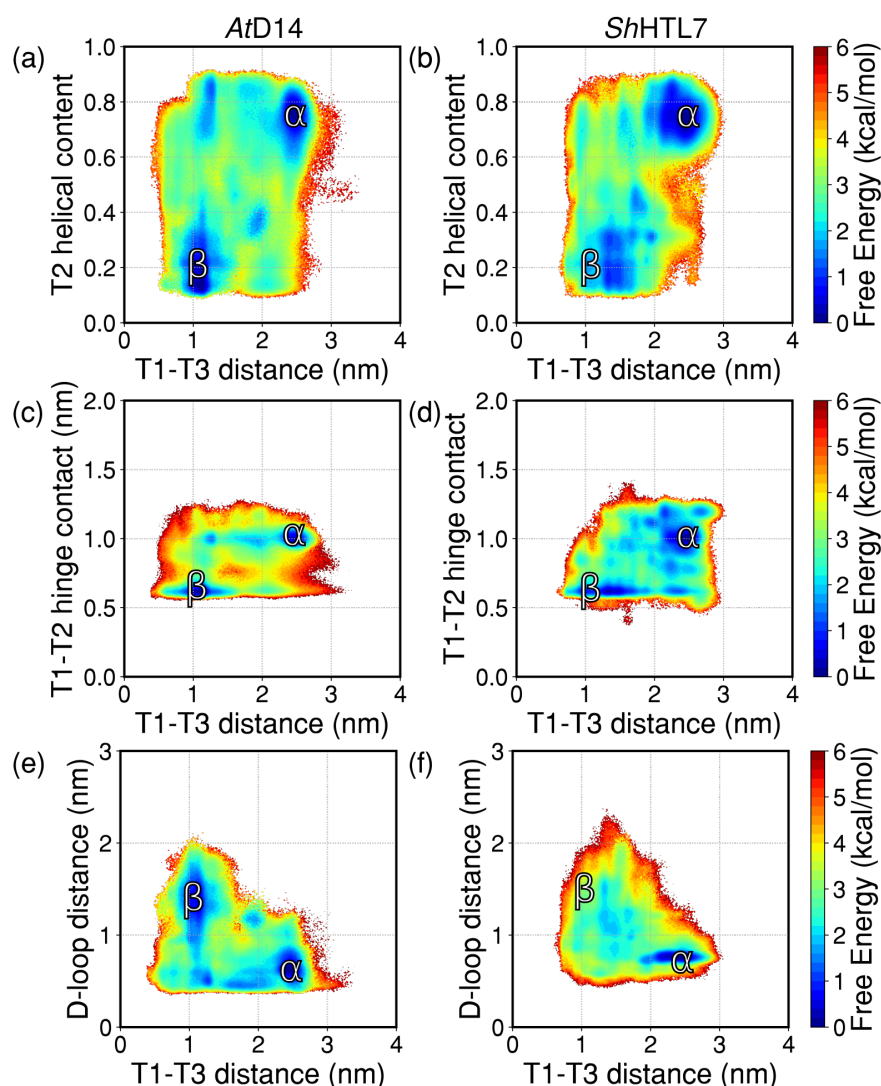 AtD14
ShHTL7
(a)
T2 helical content
1.0
0.8
0.6
0.4
0.2
0.0
α
β
0 1 2 3 4
T1-T3 distance (nm)
(b)
T2 helical content
1.0
0.8
0.6
0.4
0.2
0.0
α
β
0 1 2 3 4
T1-T3 distance (nm)
6
5
4
3
2
1
0
Free Energy (kcal/mol)
(c)
T1-T2 hinge contact (nm)
2.0
1.5
1.0
0.5
0.0
α
β
0 1 2 3 4
T1-T3 distance (nm)
(d)
T1-T2 hinge contact
2.0
1.5
1.0
0.5
0.0
α
β
0 1 2 3 4
T1-T3 distance (nm)
6
5
4
3
2
1
0
Free Energy (kcal/mol)
(e)
D-loop distance (nm)
3
2
1
0
β
α
0 1 2 3 4
T1-T3 distance (nm)
(f)
D-loop distance (nm)
3
2
1
0
β
α
0 1 2 3 4
T1-T3 distance (nm)
6
5
4
3
2
1
0
Free Energy (kcal/mol)